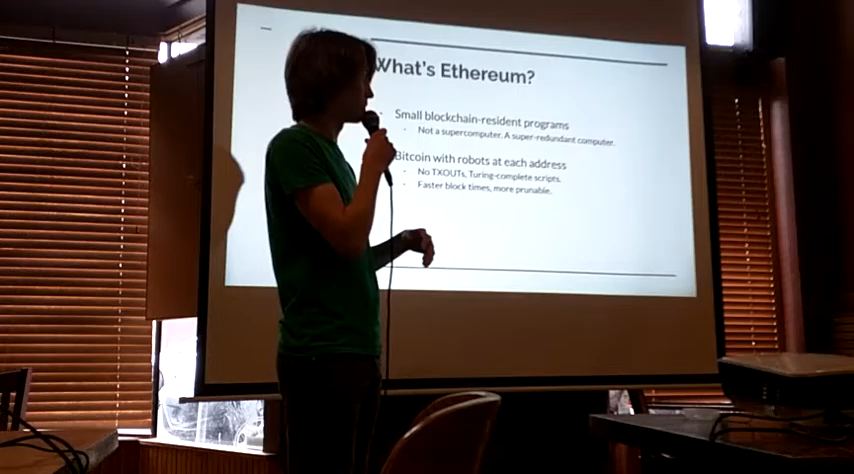 What's Ethereum?
Small blockchain-resident programs
Not a supercomputer. A super-redundant computer.
Bitcoin with robots at each address
No TXOUTs, Turing-complete scripts.
Faster block times, more prunable.